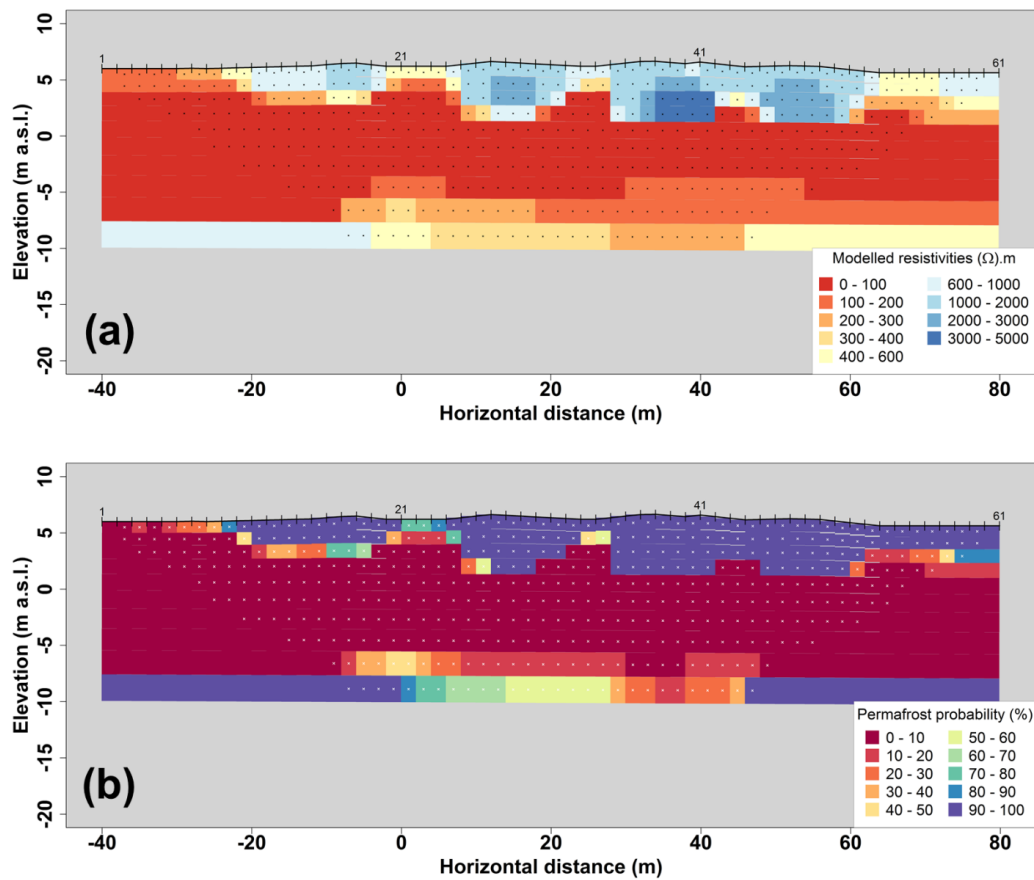 10
5
0
-5
-10
-15
-20
Elevation (m a.s.l.)
1
21
41
61
(a)
Modelled resistivities (Ω).m
0 - 100 600 - 1000
100 - 200 1000 - 2000
200 - 300 2000 - 3000
300 - 400 3000 - 5000
400 - 600
-40 -20 0 20 40 60 80
Horizontal distance (m)
10
5
0
-5
-10
-15
-20
Elevation (m a.s.l.)
1
21
41
61
(b)
Permafrost probability (%)
0 - 10 50 - 60
10 - 20 60 - 70
20 - 30 70 - 80
30 - 40 80 - 90
40 - 50 90 - 100
-40 -20 0 20 40 60 80
Horizontal distance (m)